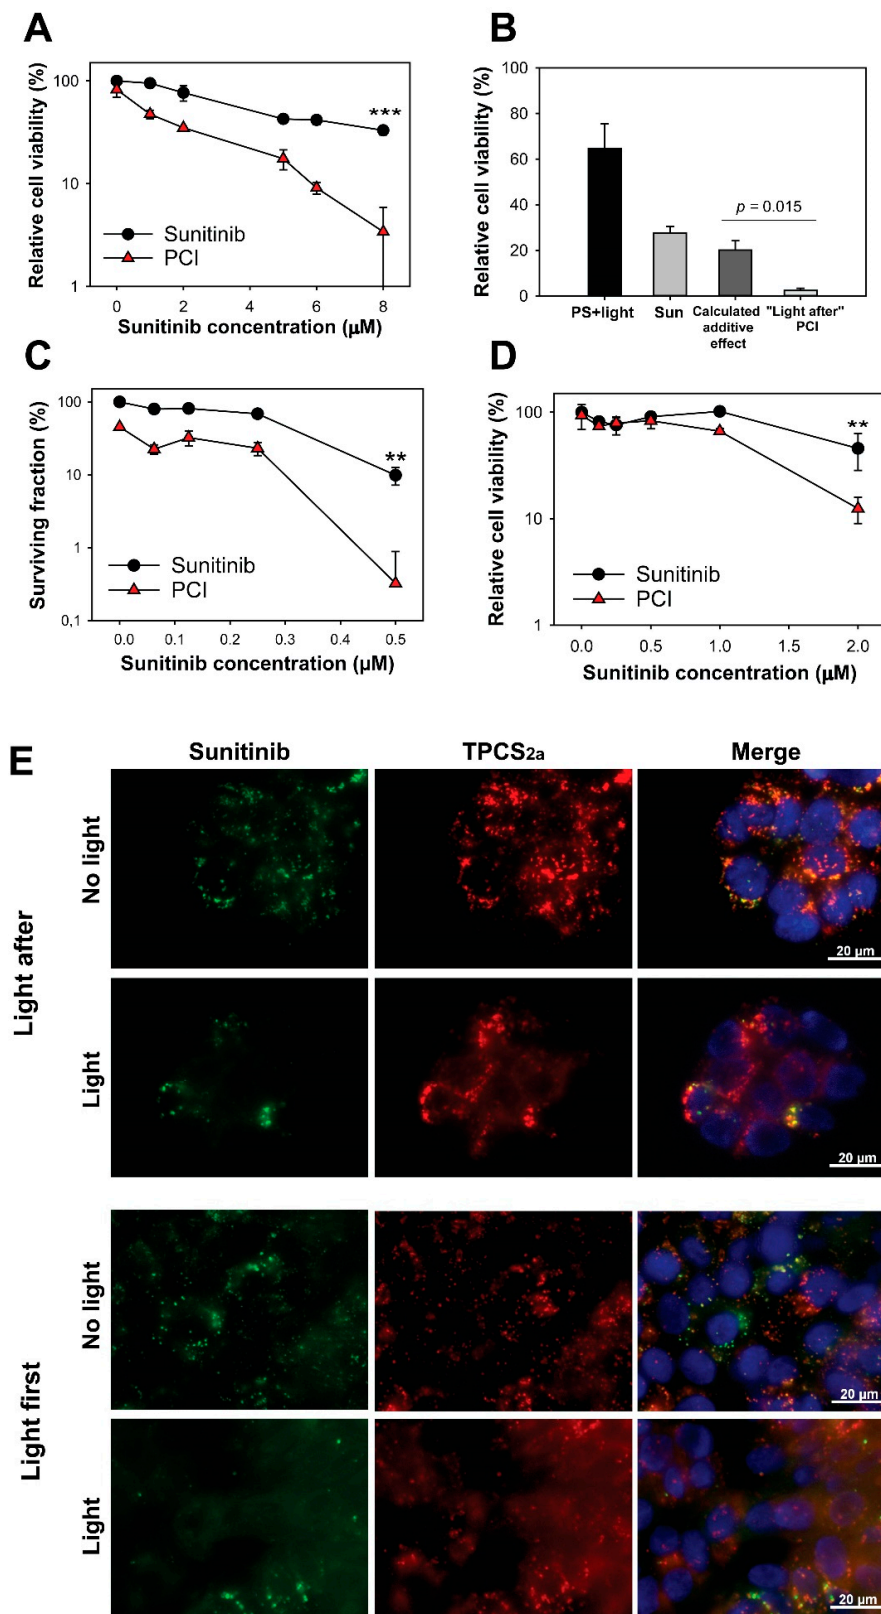 A
Relative cell viability (%)
100
10
1
***
Sunitinib
PCI
0 2 4 6 8
Sunitinib concentration (µM)
B
Relative cell viability (%)
100
80
60
40
20
0
p = 0.015
PS+light Sun Calculated additive effect "Light after" PCI
C
Surviving fraction (%)
100
10
1
0,1
**
Sunitinib
PCI
0.0 0.1 0.2 0.3 0.4 0.5
Sunitinib concentration (µM)
D
Relative cell viability (%)
100
10
1
**
Sunitinib
PCI
0.0 0.5 1.0 1.5 2.0
Sunitinib concentration (µM)
E
Sunitinib TPCS2a Merge
Light after
No light
20 µm
Light
20 µm
Light first
No light
20 µm
Light
20 µm